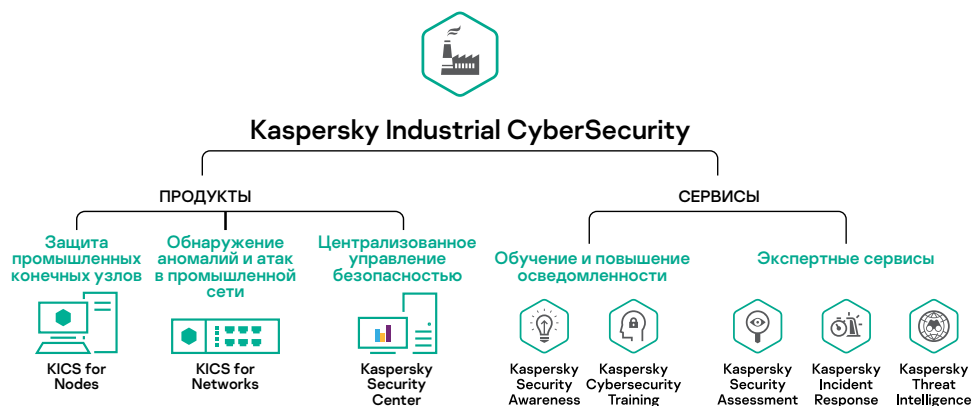 Kaspersky Industrial CyberSecurity
ПРОДУКТЫ
СЕРВИСЫ
Защита
промышленных
конечных узлов
Обнаружение
аномалий и атак
в промышленной
сети
Централизованное
управление
безопасностью
Обучение и повышение
осведомленности
Экспертные сервисы
KICS for
Nodes
KICS for
Networks
Kaspersky
Security
Center
Kaspersky
Security
Awareness
Kaspersky
Cybersecurity
Training
Kaspersky
Security
Assessment
Kaspersky
Incident
Response
Kaspersky
Threat
Intelligence